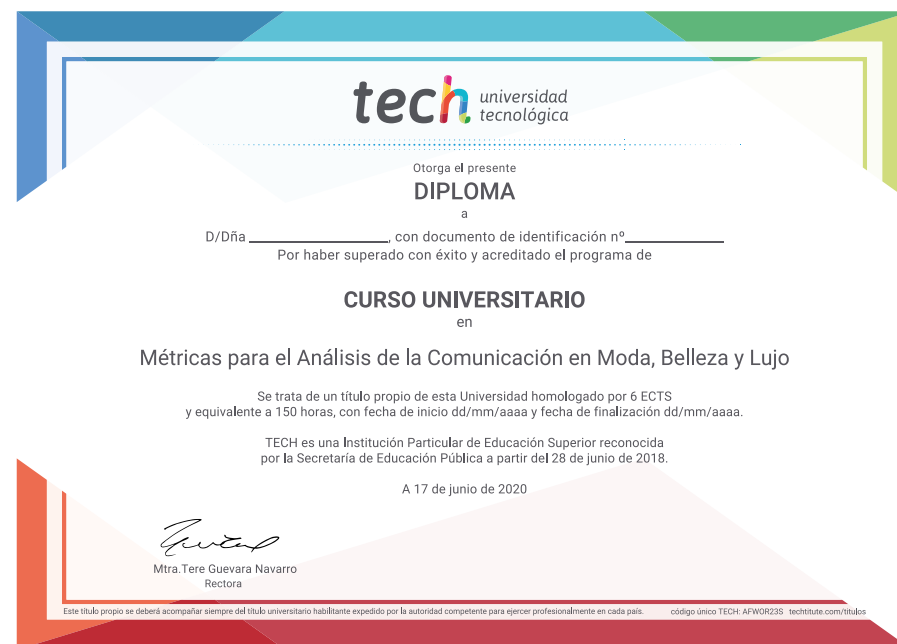 tech universidad
tecnológica
Otorga el presente
DIPLOMA
a
D/Dña ____________________, con documento de identificación nº______________
Por haber superado con éxito y acreditado el programa de
CURSO UNIVERSITARIO
en
Métricas para el Análisis de la Comunicación en Moda, Belleza y Lujo
Se trata de un título propio de esta Universidad homologado por 6 ECTS
y equivalente a 150 horas, con fecha de inicio dd/mm/aaaa y fecha de finalización dd/mm/aaaa.
TECH es una Institución Particular de Educación Superior reconocida
por la Secretaría de Educación Pública a partir del 28 de junio de 2018.
A 17 de junio de 2020
Mtra.Tere Guevara Navarro
Rectora
Este título propio se deberá acompañar siempre del título universitario habilitante expedido por la autoridad competente para ejercer profesionalmente en cada país. código único TECH: AFWOR23S techtitute.com/titulos